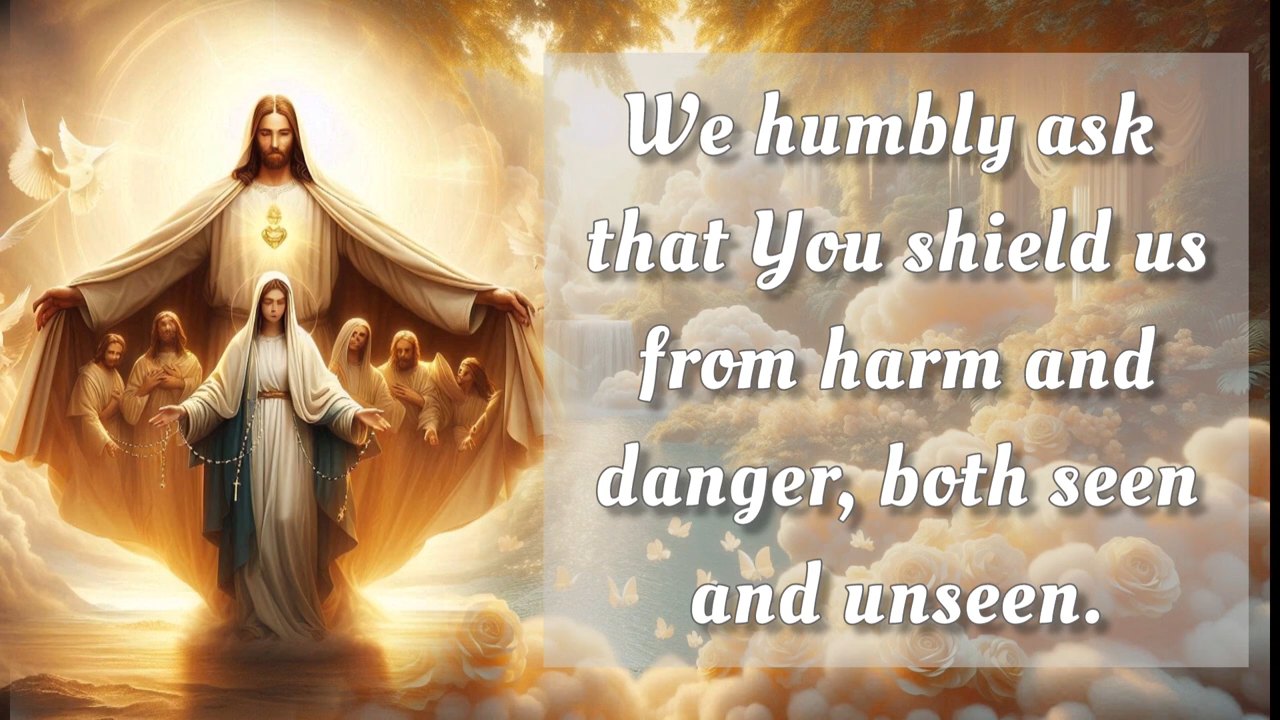 We humbly ask
that You shield us
from harm and
danger, both seen
and unseen.